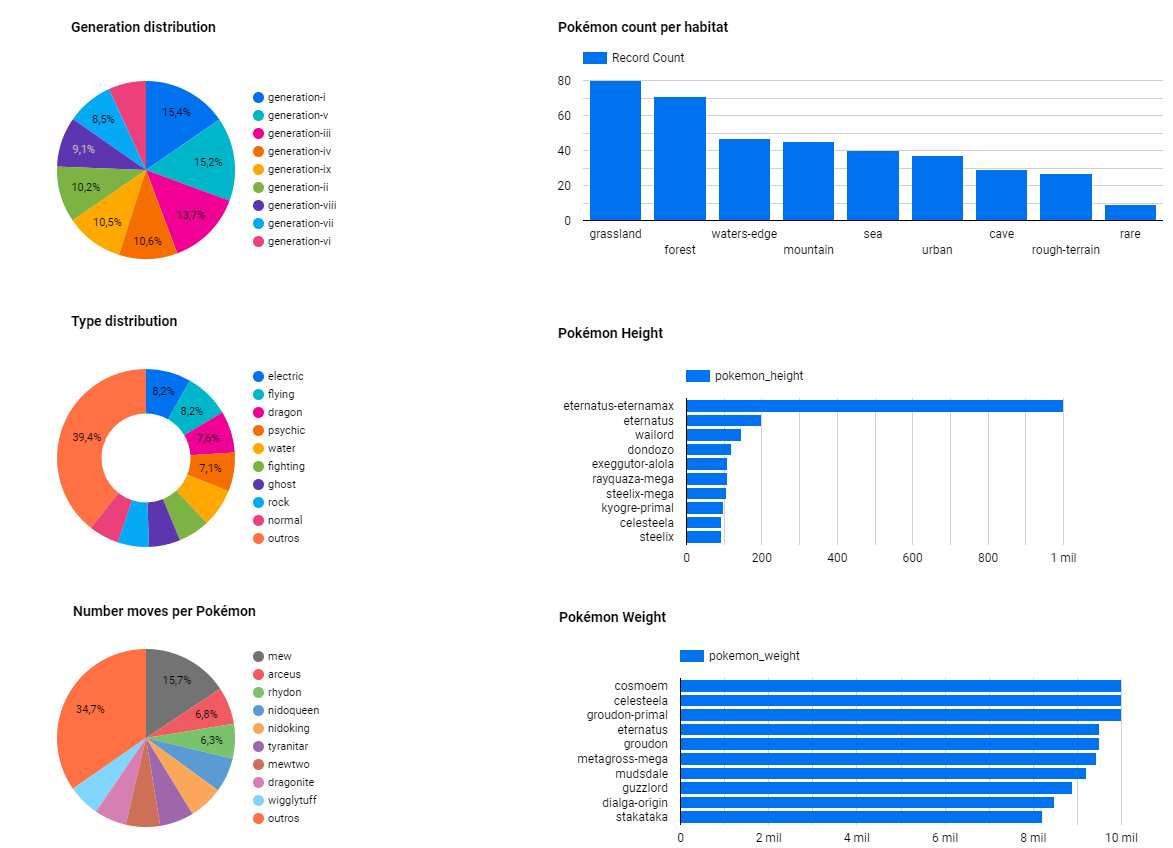 Generation distribution
15,4%
15,2%
13,7%
10,6%
10,5%
10,2%
9,1%
8,5%
generation-i
generation-v
generation-iii
generation-iv
generation-ix
generation-ii
generation-viii
generation-vii
generation-vi
Pokémon count per habitat
Record Count
80
60
40
20
0
grassland
forest
waters-edge
mountain
sea
urban
cave
rough-terrain
rare
Type distribution
8,2%
8,2%
7,6%
7,1%
39,4%
electric
flying
dragon
psychic
water
fighting
ghost
rock
normal
outros
Pokémon Height
pokemon_height
eternatus-eternamax
eternatus
wailord
dondozo
exeggutor-alola
rayquaza-mega
steelix-mega
kyogre-primal
celesteela
steelix
0 200 400 600 800 1 mil
Number moves per Pokémon
15,7%
6,8%
6,3%
34,7%
mew
arceus
rhydon
nidoqueen
nidoking
tyranitar
mewtwo
dragonite
wigglytuff
outros
Pokémon Weight
pokemon_weight
cosmoem
celesteela
groudon-primal
eternatus
groudon
metagross-mega
mudsdale
guzzlord
dialga-origin
stakataka
0 2 mil 4 mil 6 mil 8 mil 10 mil